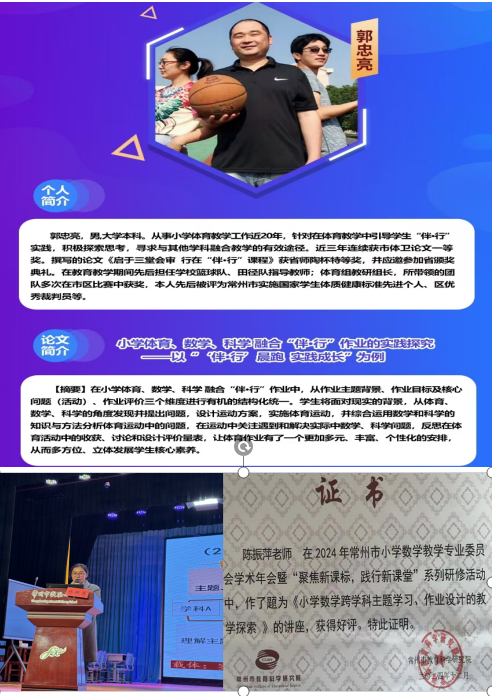 郭忠亮
个人
简介
郭忠亮，男,大学本科。从事小学体育教学工作近20年，针对在体育教学中引导学生“伴·行”
实践，积极探索思考，寻求与其他学科融合教学的有效途径。近三年连续获市体卫论文一等
奖。撰写的论文《启于三堂会审 行在“伴·行”课程》获省师陶杯特等奖，并应邀参加省颁奖
典礼。在教育教学期间先后担任学校篮球队、田径队指导教师；体育组教研组长，所带领的团
队多次在市区比赛中获奖，本人先后被评为常州市实施国家学生体质健康标准先进个人、区优
秀裁判员等。
论文
简介
小学体育、数学、科学 融合“伴·行”作业的实践探究
——以“‘伴·行’晨跑 实践成长”为例
【摘要】在小学体育、数学、科学 融合“伴·行”作业中，从作业主题背景、作业目标及核心
问题（活动）、作业评价三个维度进行有机的结构化统一。学生将面对现实的背景，从体育、
数学、科学的角度发现并提出问题，设计运动方案，实施体育运动，并综合运用数学和科学的
知识与方法分析体育运动中的问题，在运动中关注遇到和解决实际中数学、科学问题，反思在体
育活动中的收获、讨论和设计评价量表，让体育作业有了一个更加多元、丰富、个性化的安排，
从而多方位、立体发展学生核心素养。
主题
学科A
理解主题
载体：
证书
陈振萍老师 在2024年常州市小学数学教学专业委员
会学术年会暨“聚焦新课标，践行新课堂”系列研修活动
中，作了题为《小学数学跨学科主题学习、作业设计的教
学探索》的讲座，获得好评。特此证明。
常州市教育科学研究院
常州市教育科学研究院